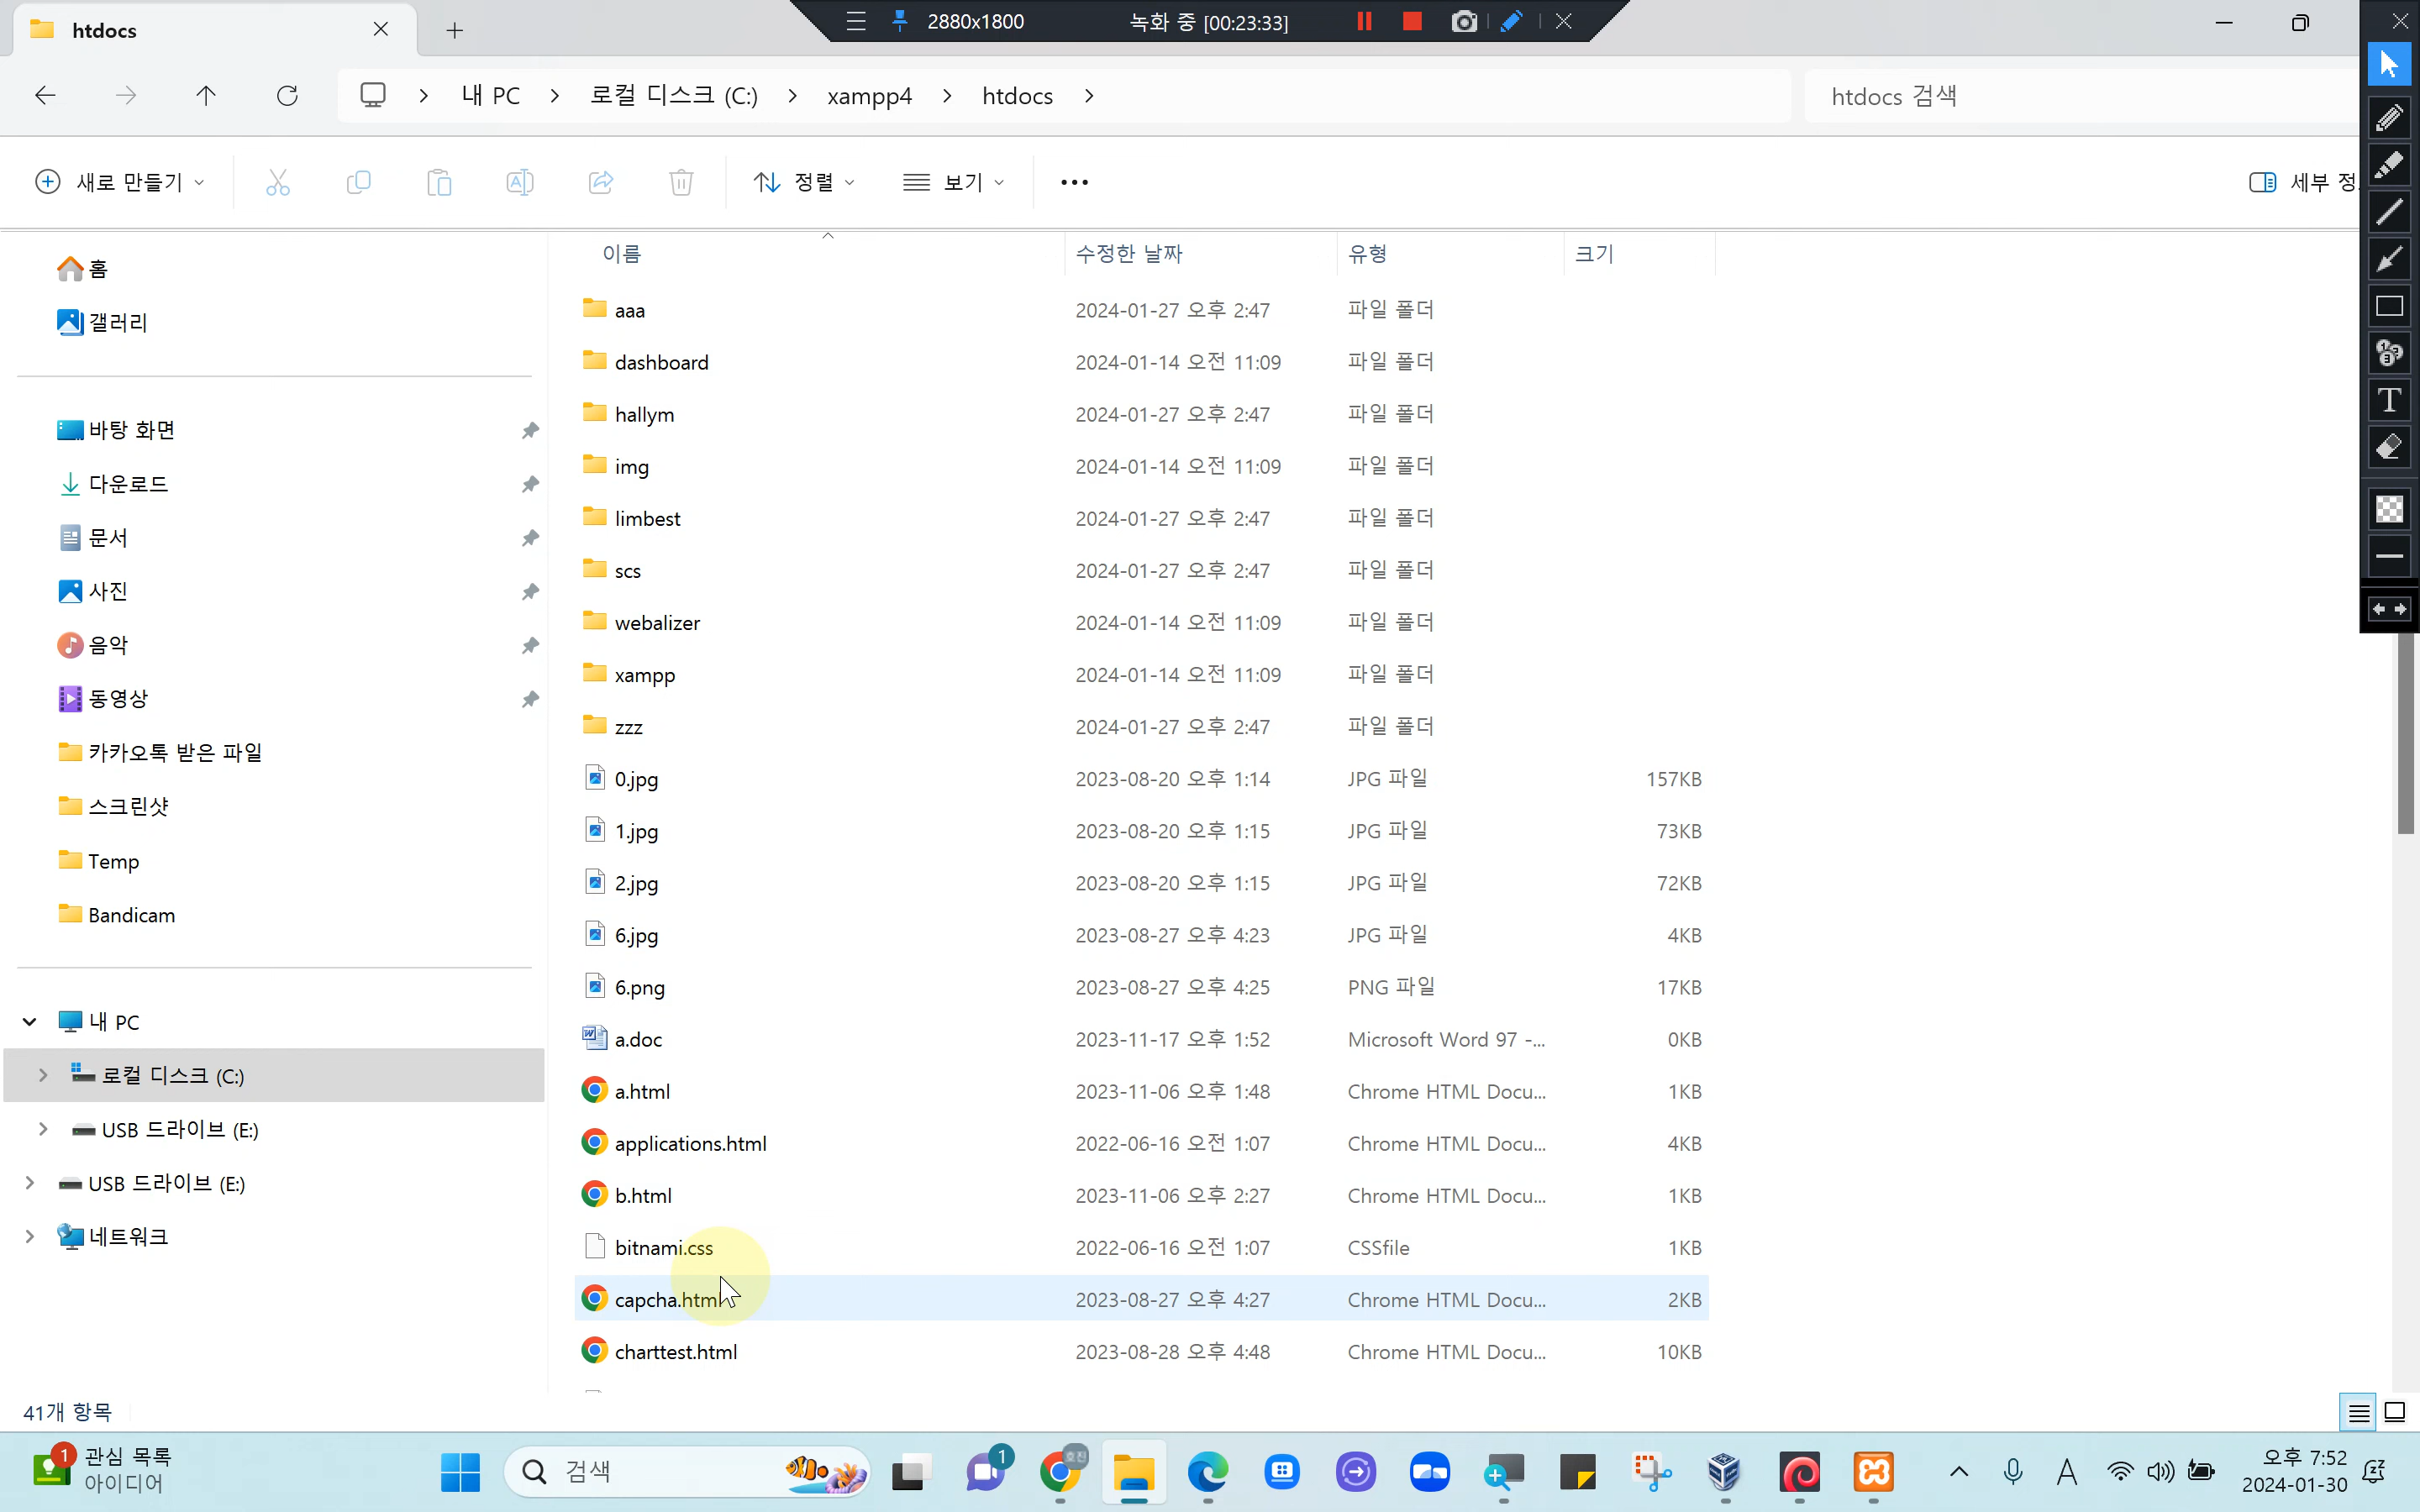 htdocs
2880x1800 녹화 중 [00:23:33]
내 PC 로컬 디스크 (C:) xampp4 htdocs
htdocs 검색
새로 만들기 정렬 보기 세부 정
이름 수정한 날짜 유형 크기
홈
갤러리
바탕 화면
다운로드
문서
사진
음악
동영상
카카오톡 받은 파일
스크린샷
Temp
Bandicam
내 PC
로컬 디스크 (C:)
USB 드라이브 (E:)
USB 드라이브 (E:)
네트워크
aaa 2024-01-27 오후 2:47 파일 폴더
dashboard 2024-01-14 오전 11:09 파일 폴더
hallym 2024-01-27 오후 2:47 파일 폴더
img 2024-01-14 오전 11:09 파일 폴더
limbest 2024-01-27 오후 2:47 파일 폴더
scs 2024-01-27 오후 2:47 파일 폴더
webalizer 2024-01-14 오전 11:09 파일 폴더
xampp 2024-01-14 오전 11:09 파일 폴더
zzz 2024-01-27 오후 2:47 파일 폴더
0.jpg 2023-08-20 오후 1:14 JPG 파일 157KB
1.jpg 2023-08-20 오후 1:15 JPG 파일 73KB
2.jpg 2023-08-20 오후 1:15 JPG 파일 72KB
6.jpg 2023-08-27 오후 4:23 JPG 파일 4KB
6.png 2023-08-27 오후 4:25 PNG 파일 17KB
a.doc 2023-11-17 오후 1:52 Microsoft Word 97 -... 0KB
a.html 2023-11-06 오후 1:48 Chrome HTML Docu... 1KB
applications.html 2022-06-16 오전 1:07 Chrome HTML Docu... 4KB
b.html 2023-11-06 오후 2:27 Chrome HTML Docu... 1KB
bitnami.css 2022-06-16 오전 1:07 CSSfile 1KB
capcha.html 2023-08-27 오후 4:27 Chrome HTML Docu... 2KB
charttest.html 2023-08-28 오후 4:48 Chrome HTML Docu... 10KB
41개 항목
1 관심 목록
아이디어
검색
1
호진
A
오후 7:52
2024-01-30